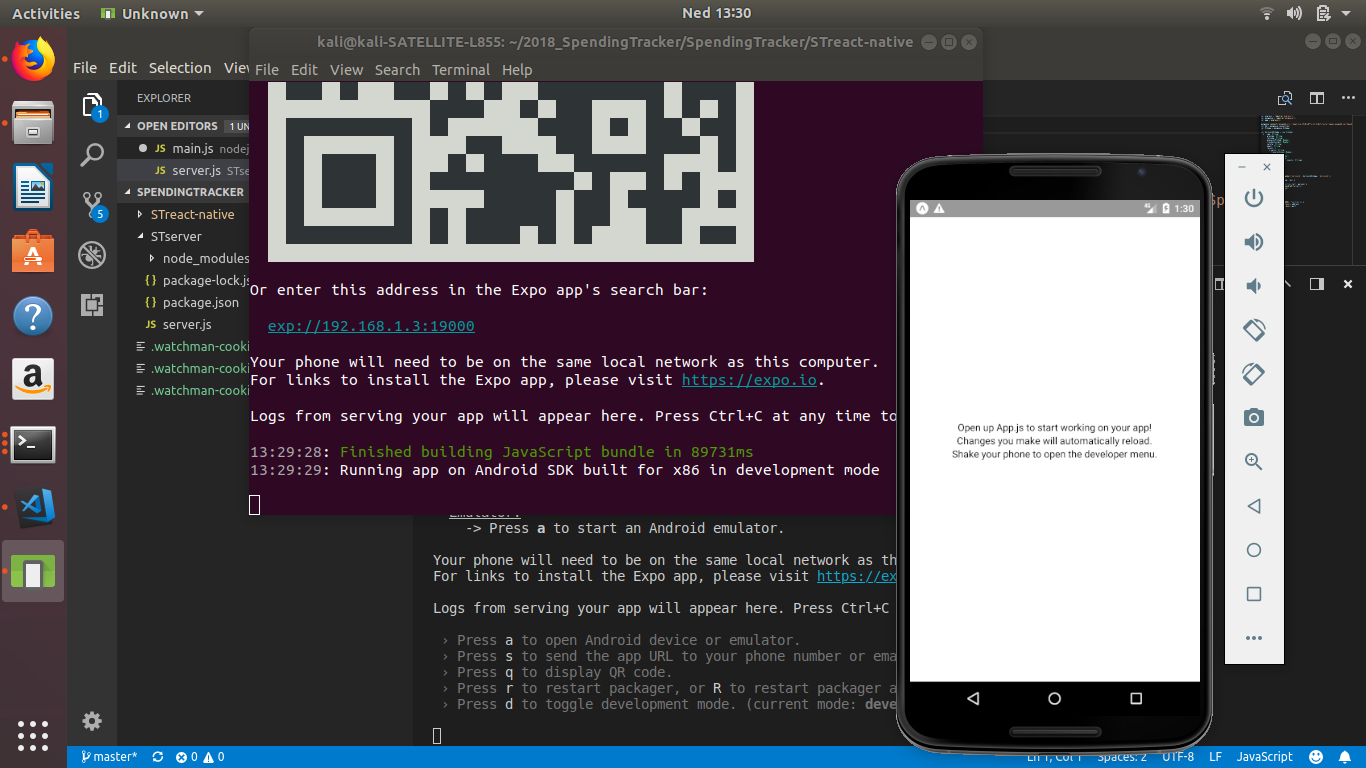 Activities
Unknown
Ned 13:30
kali@kali-SATELLITE-L855: ~/2018_SpendingTracker/SpendingTracker/STreact-native
File Edit View Search Terminal Help
File Edit Selection
EXPLORER
OPEN EDITORS
main.js
JS server.js
SPENDINGTRACKER
STreact-native
STserver
node_modules
{} package-lock.js
{} package.json
JS server.js
.watchman-cooki
.watchman-cooki
.watchman-cooki
1
5
Or enter this address in the Expo app's search bar:
exp://192.168.1.3:19000
Your phone will need to be on the same local network as this computer.
For links to install the Expo app, please visit https://expo.io.
Logs from serving your app will appear here. Press Ctrl+C at any time to
13:29:28: Finished building JavaScript bundle in 89731ms
13:29:29: Running app on Android SDK built for x86 in development mode
-> Press a to start an Android emulator.
Your phone will need to be on the same local network as th
For links to install the Expo app, please visit https://ex
Logs from serving your app will appear here. Press Ctrl+C
› Press a to open Android device or emulator.
› Press s to send the app URL to your phone number or ema
› Press q to display QR code.
› Press r to restart packager, or R to restart packager a
› Press d to toggle development mode. (current mode: deve
1:30
Open up App.js to start working on your app!
Changes you make will automatically reload.
Shake your phone to open the developer menu.
master*
0
0
Ln 1, Col 1
Spaces: 2
UTF-8
LF
JavaScript